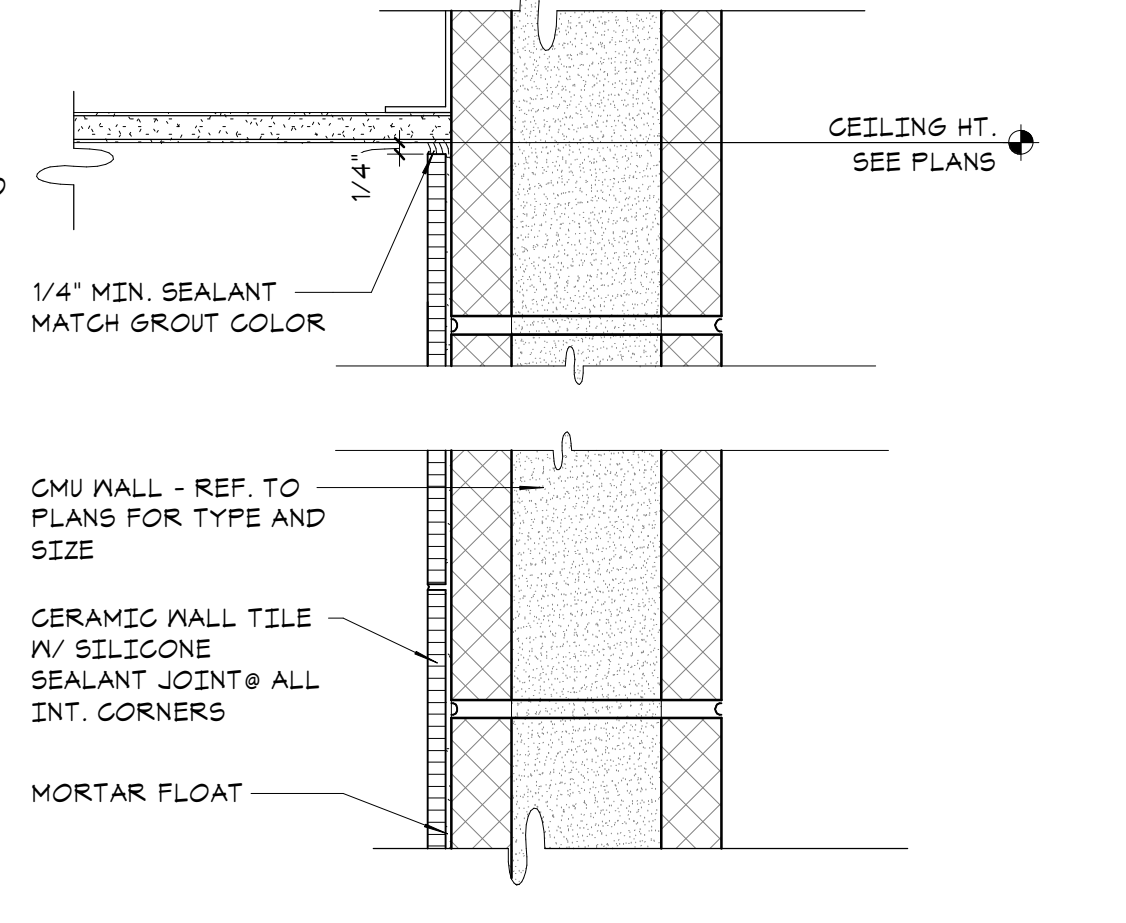 CEILING HT.
SEE PLANS
1/4"
1/4" MIN. SEALANT
MATCH GROUT COLOR
CMU WALL - REF. TO
PLANS FOR TYPE AND
SIZE
CERAMIC WALL TILE
W/ SILICONE
SEALANT JOINT@ ALL
INT. CORNERS
MORTAR FLOAT